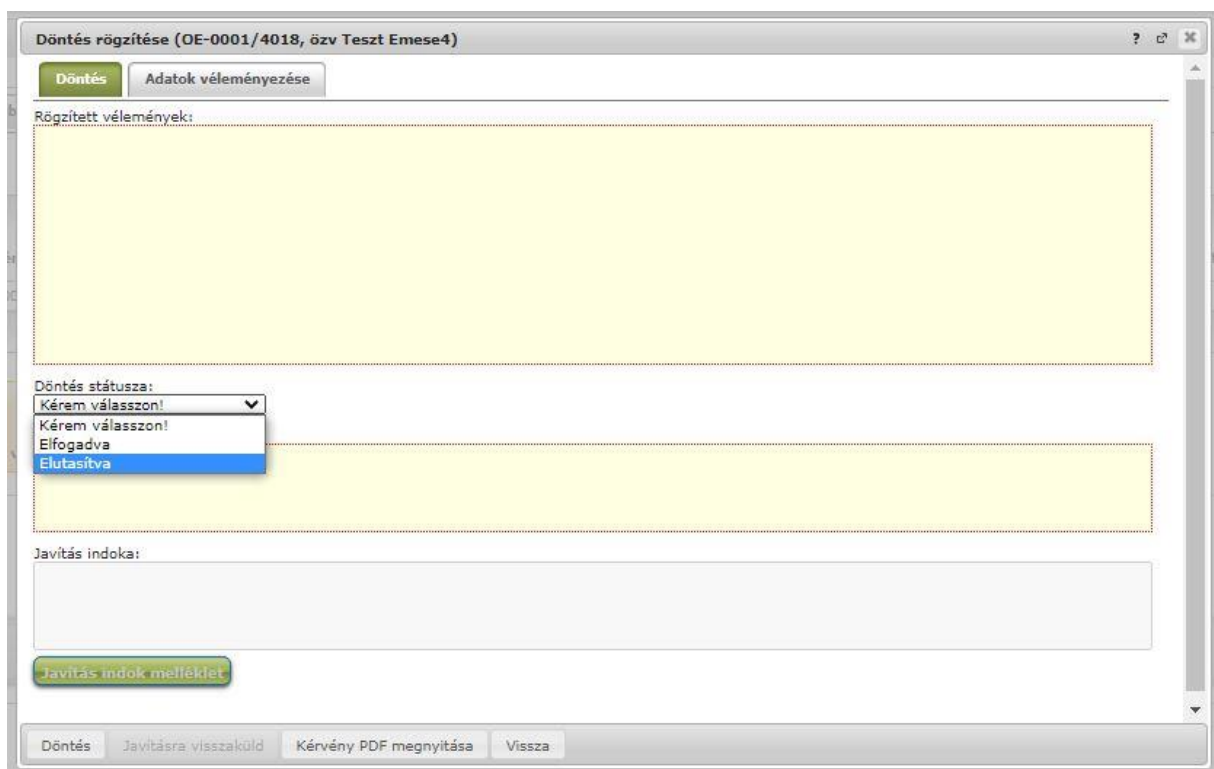 Döntés rögzítése (OE-0001/4018, özv Teszt Emese4)
?
Döntés Adatok véleményezése
Rögzített vélemények:
Döntés státusza:
Kérem válasszon!
Kérem válasszon!
Elfogadva
Elutasítva
Javítás indoka:
Javítás indok melléklet
Döntés Javításra visszaküld Kérvény PDF megnyitása Vissza